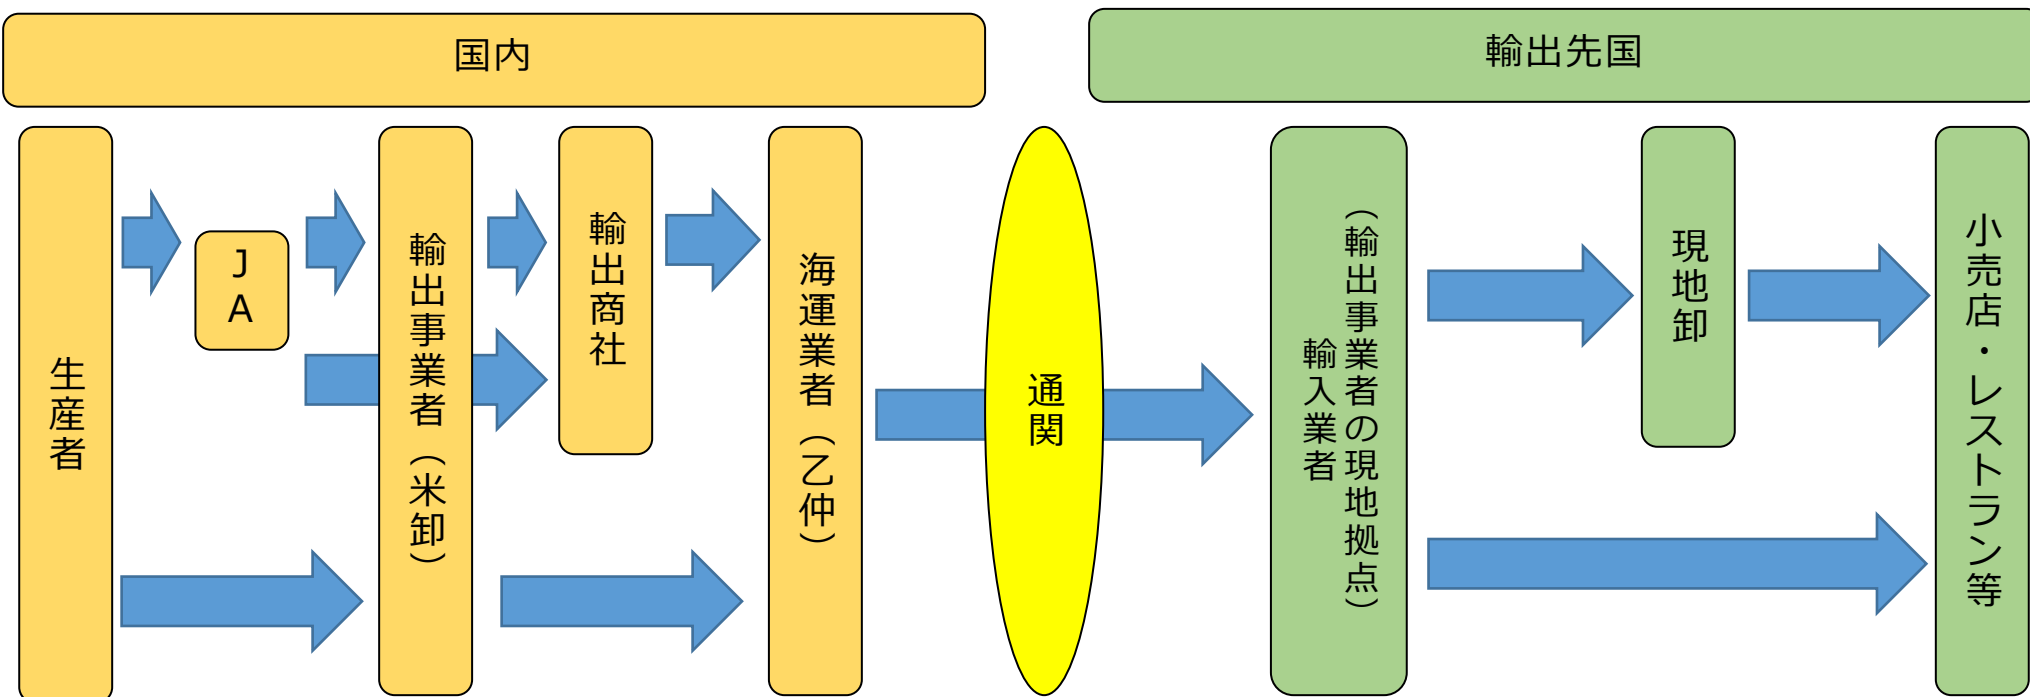 国内
輸出先国
生産者
JA
輸出事業者（米卸）
輸出商社
海運業者（乙仲）
通関
（輸出事業者の現地拠点）
輸入業者
現地卸
小売店・レストラン等